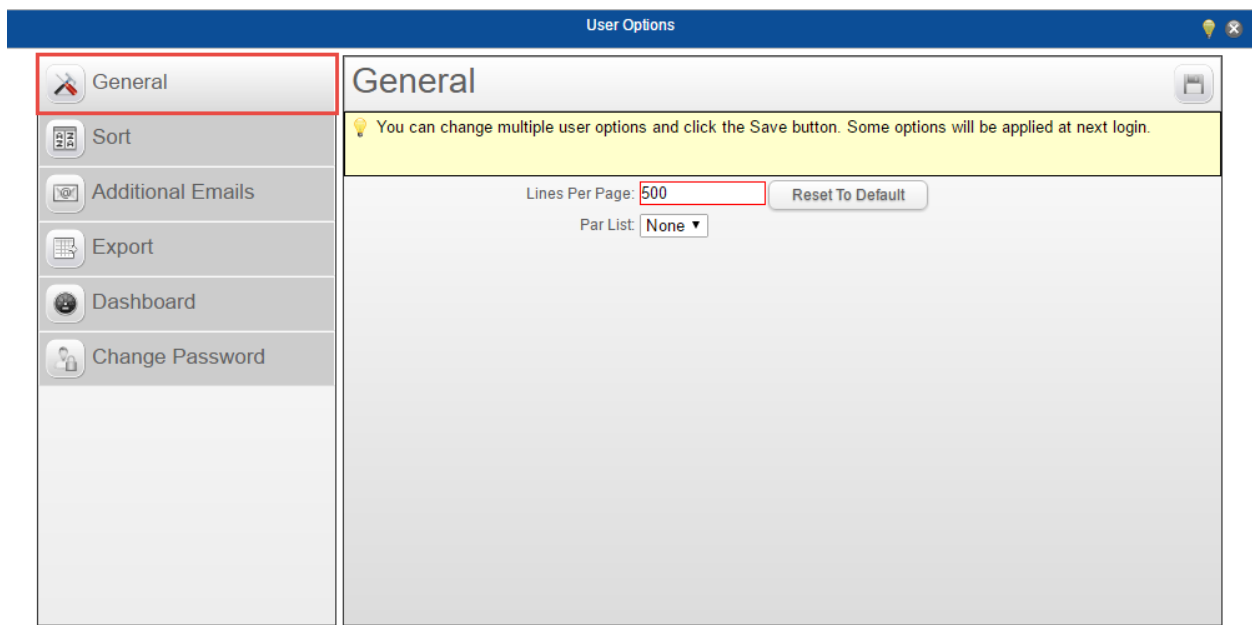 User Options
General
Sort
Additional Emails
Export
Dashboard
Change Password
General
You can change multiple user options and click the Save button. Some options will be applied at next login.
Lines Per Page: 500 Reset To Default
Par List: None